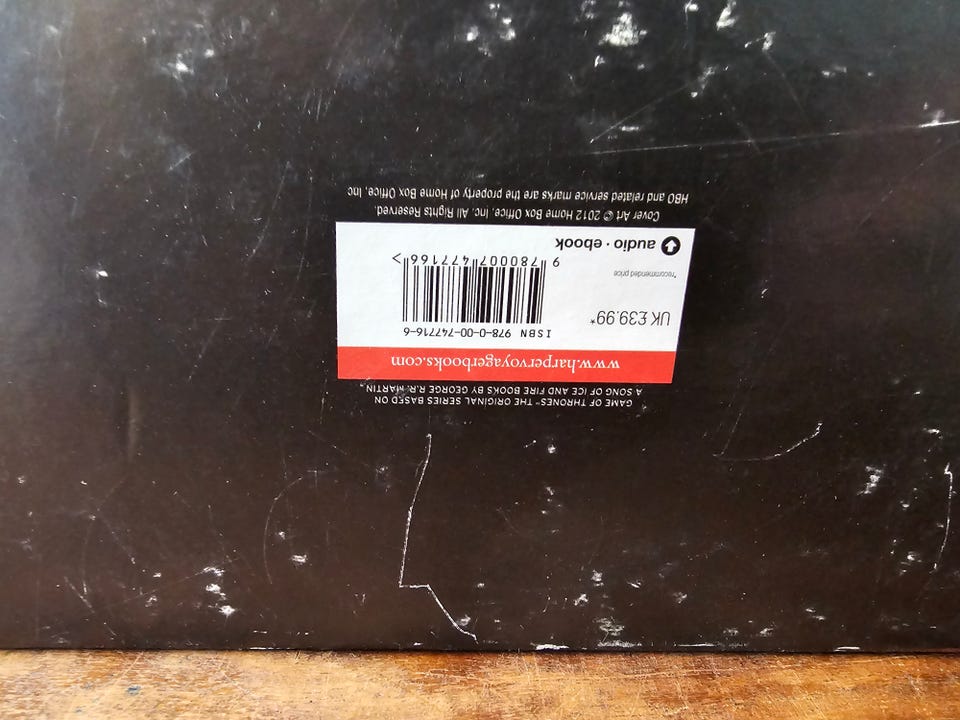 GAME OF THRONES™ THE ORIGINAL SERIES BASED ON
A SONG OF ICE AND FIRE BOOKS BY GEORGE R.R. MARTIN.
www.harpervoyagerbooks.com
ISBN 978-0-00-747716-6
UK £39.99*
*recommended price
9 780007 477166 >
audio · ebook
Cover Art © 2012 Home Box Office, Inc. All Rights Reserved.
HBO and related service marks are the property of Home Box Office, Inc